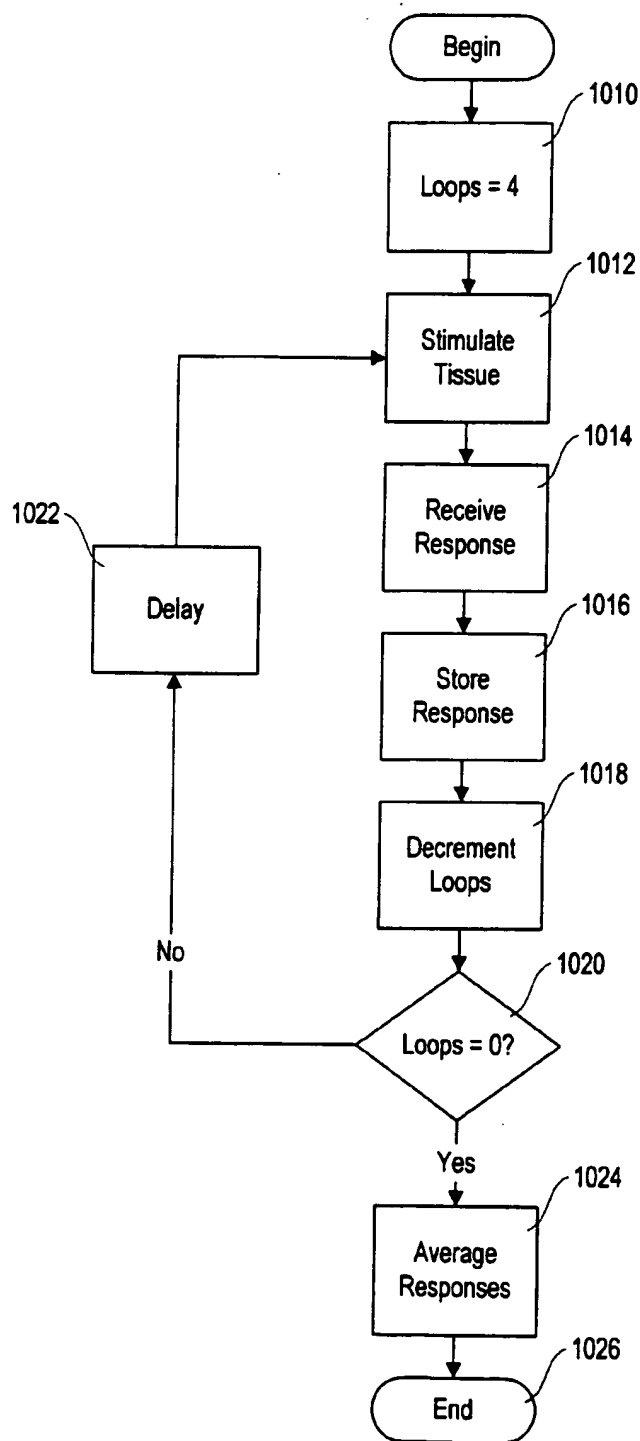 Begin
1010
Loops = 4
1012
Stimulate
Tissue
1014
Receive
Response
1022
Delay
1016
Store
Response
1018
Decrement
Loops
No
1020
Loops = 0?
Yes
1024
Average
Responses
1026
End